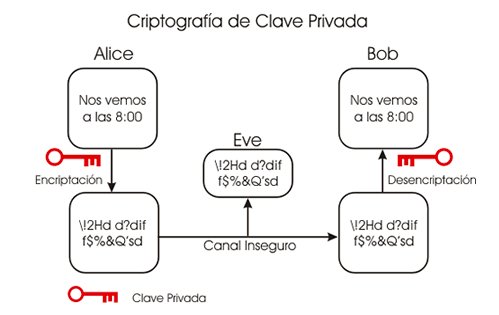 Criptografía de Clave Privada
Alice
Bob
Nos vemos
a las 8:00
Nos vemos
a las 8:00
Eve
\!2Hd d?dif
f$%&Q'sd
Encriptación
Desencriptación
\!2Hd d?dif
f$%&Q'sd
\!2Hd d?dif
f$%&Q'sd
Canal Inseguro
Clave Privada